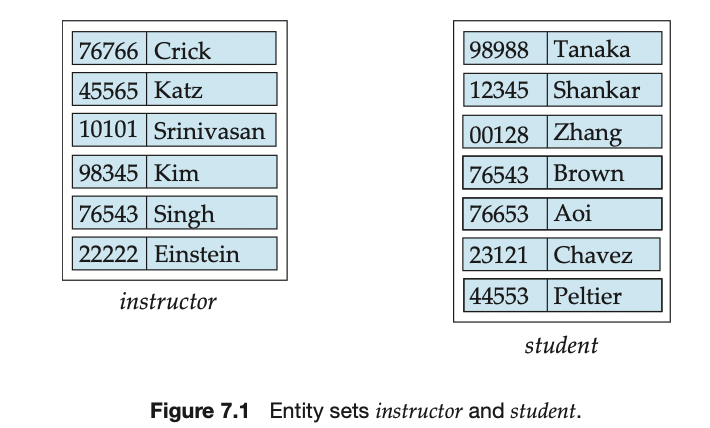 76766 Crick
45565 Katz
10101 Srinivasan
98345 Kim
76543 Singh
22222 Einstein
instructor
98988 Tanaka
12345 Shankar
00128 Zhang
76543 Brown
76653 Aoi
23121 Chavez
44553 Peltier
student
Figure 7.1 Entity sets instructor and student.